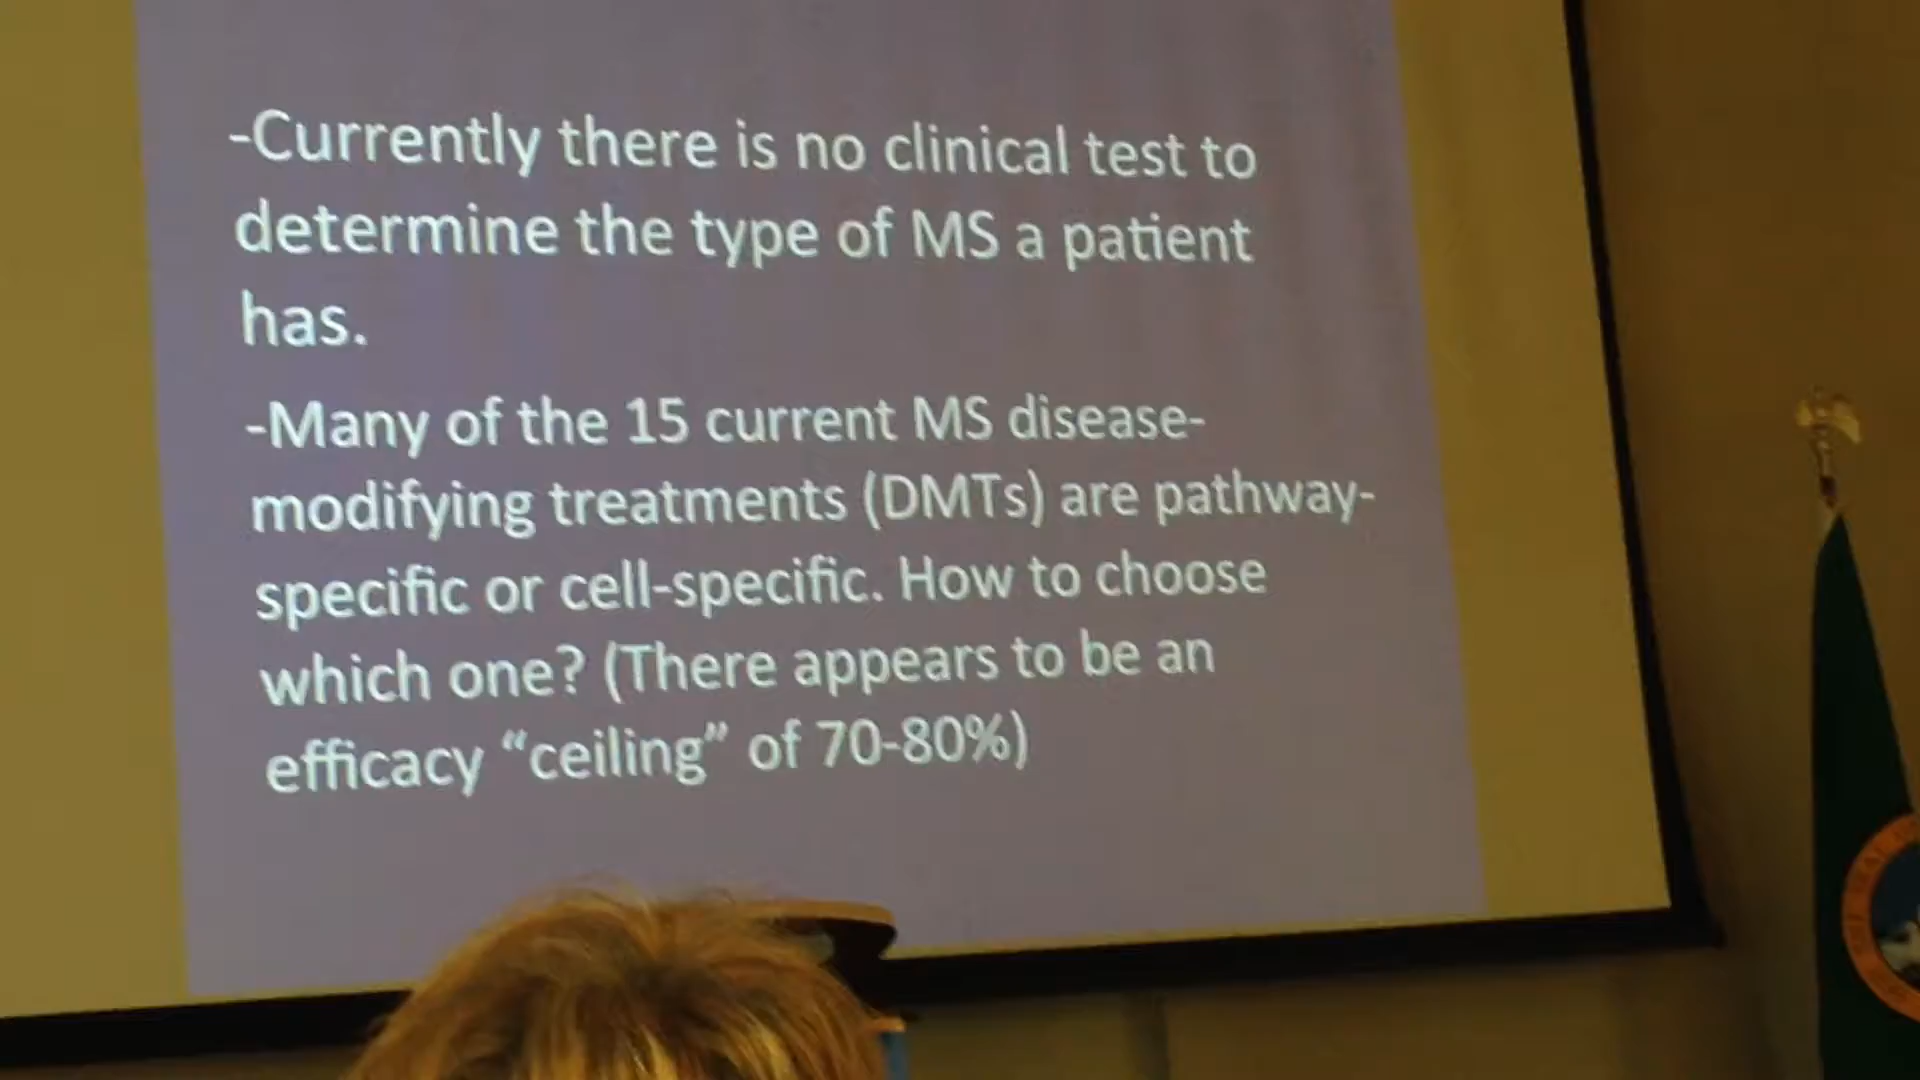 -Currently there is no clinical test to
determine the type of MS a patient
has.
-Many of the 15 current MS disease-
modifying treatments (DMTs) are pathway-
specific or cell-specific. How to choose
which one? (There appears to be an
efficacy “ceiling” of 70-80%)